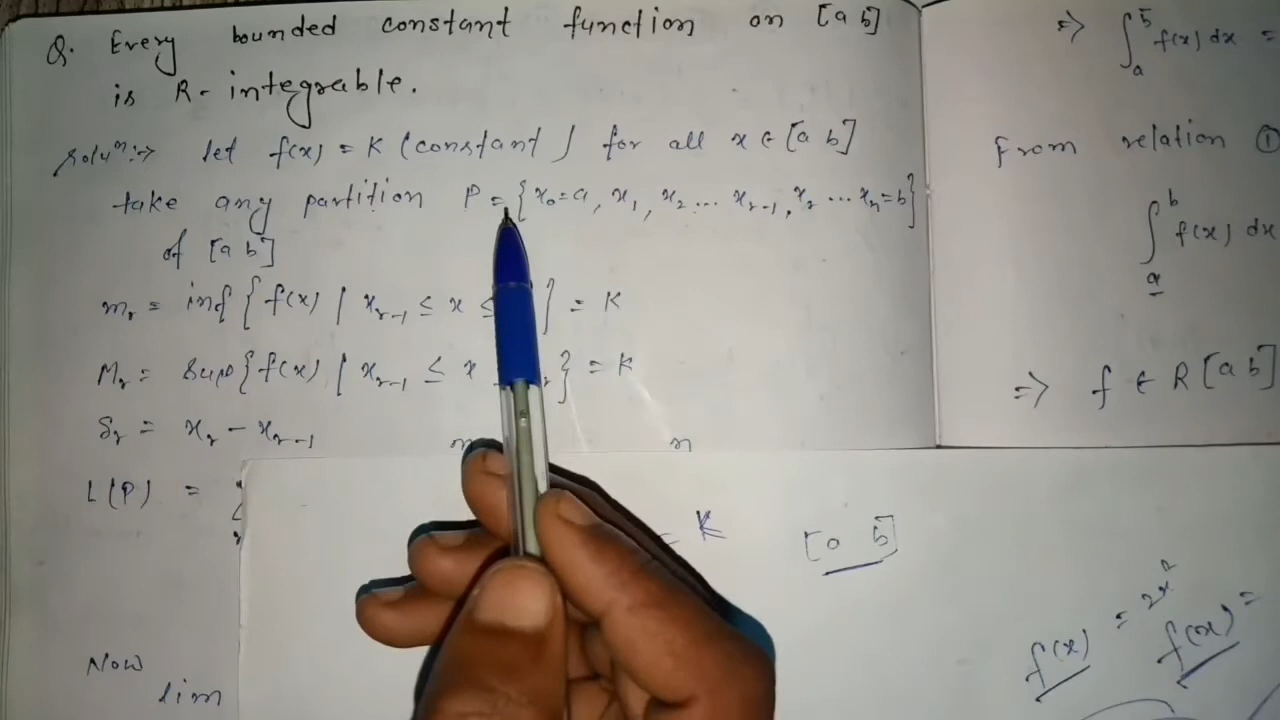 Q. Every bounded constant function on [a b]
is R-integrable.
Soluⁿ:→ let f(x) = K (constant) for all x ∈ [a b]
take any partition P = {x₀=a, x₁, x₂ ... xᵣ₋₁, xᵣ ... xₙ=b}
of [a b]
mᵣ = inf {f(x) | xᵣ₋₁ ≤ x ≤ } = K
Mᵣ = Sup {f(x) | xᵣ₋₁ ≤ x } = K
δᵣ = xᵣ - xᵣ₋₁
n n
L(P) =
Now
lim
= K [a b]
f(x) = 2x²
f(x) =
⇒ ∫ₐᵇ f(x) dx =
From relation ①
∫ₐᵇ f(x) dx
⇒ f ∈ R [a b]